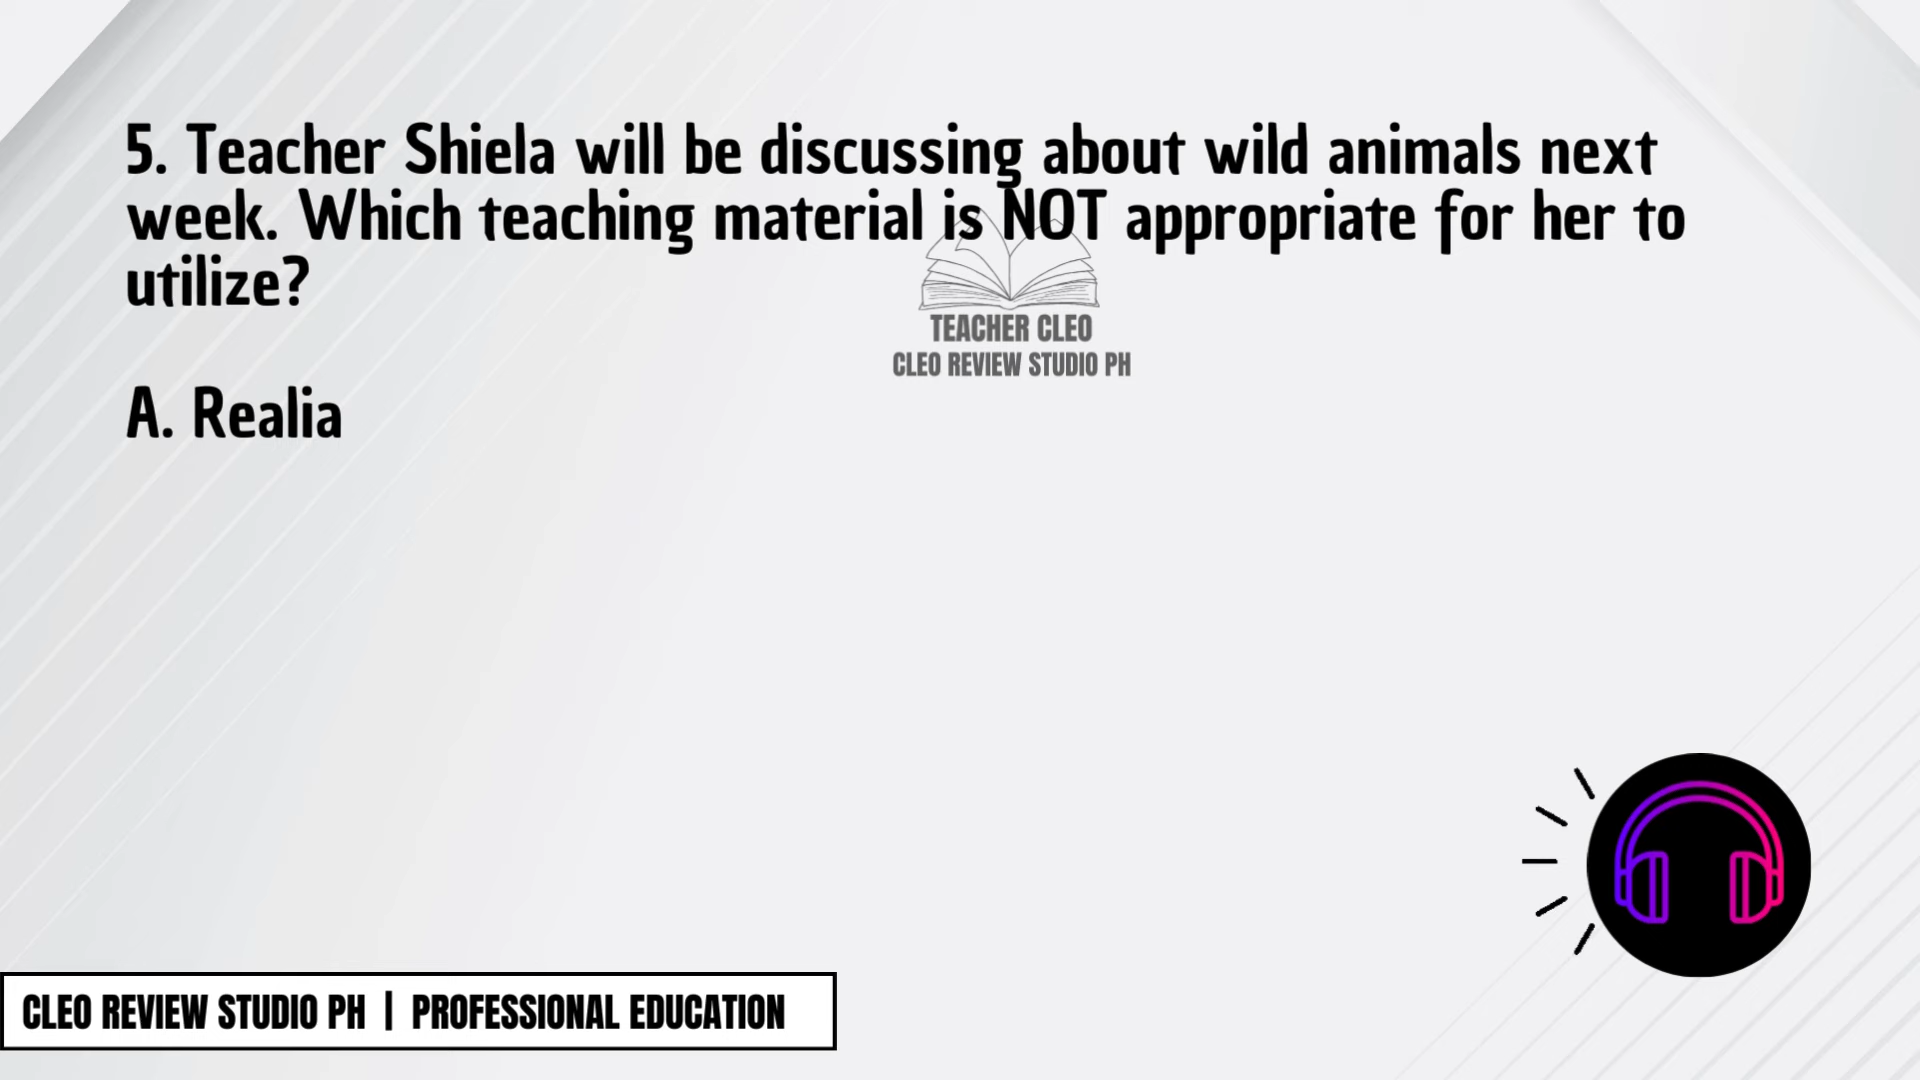 5. Teacher Shiela will be discussing about wild animals next
week. Which teaching material is NOT appropriate for her to
utilize?
TEACHER CLEO
CLEO REVIEW STUDIO PH
A. Realia
CLEO REVIEW STUDIO PH | PROFESSIONAL EDUCATION